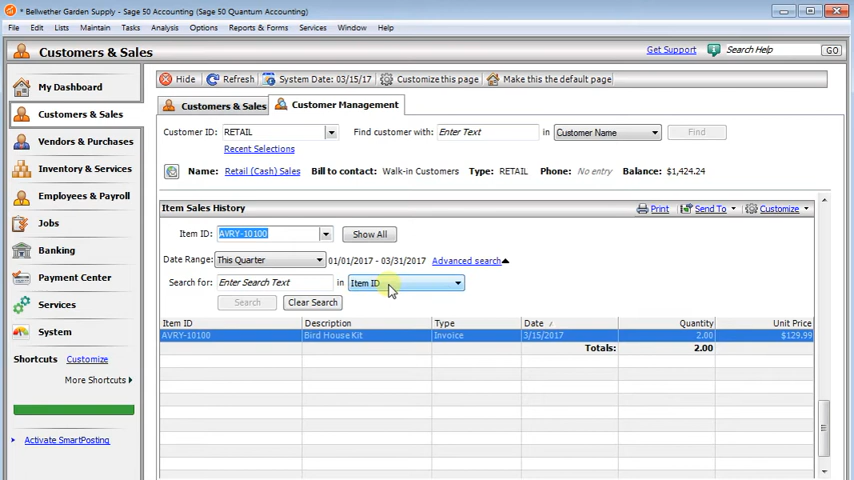 * Bellwether Garden Supply - Sage 50 Accounting (Sage 50 Quantum Accounting)
File Edit Lists Maintain Tasks Analysis Options Reports & Forms Services Window Help
Customers & Sales
Get Support
Search Help
GO
My Dashboard
Customers & Sales
Vendors & Purchases
Inventory & Services
Employees & Payroll
Jobs
Banking
Payment Center
Services
System
Shortcuts Customize
More Shortcuts
Activate SmartPosting
Hide Refresh System Date: 03/15/17 Customize this page Make this the default page
Customers & Sales Customer Management
Customer ID: RETAIL Find customer with: Enter Text in Customer Name Find
Recent Selections
Name: Retail (Cash) Sales Bill to contact: Walk-in Customers Type: RETAIL Phone: No entry Balance: $1,424.24
Item Sales History Print Send To Customize
Item ID: AVRY-10100 Show All
Date Range: This Quarter 01/01/2017 - 03/31/2017 Advanced search
Search for: Enter Search Text in Item ID
Search Clear Search
Item ID Description Type Date Quantity Unit Price
AVRY-10100 Bird House Kit Invoice 3/15/2017 2.00 $129.99
Totals: 2.00